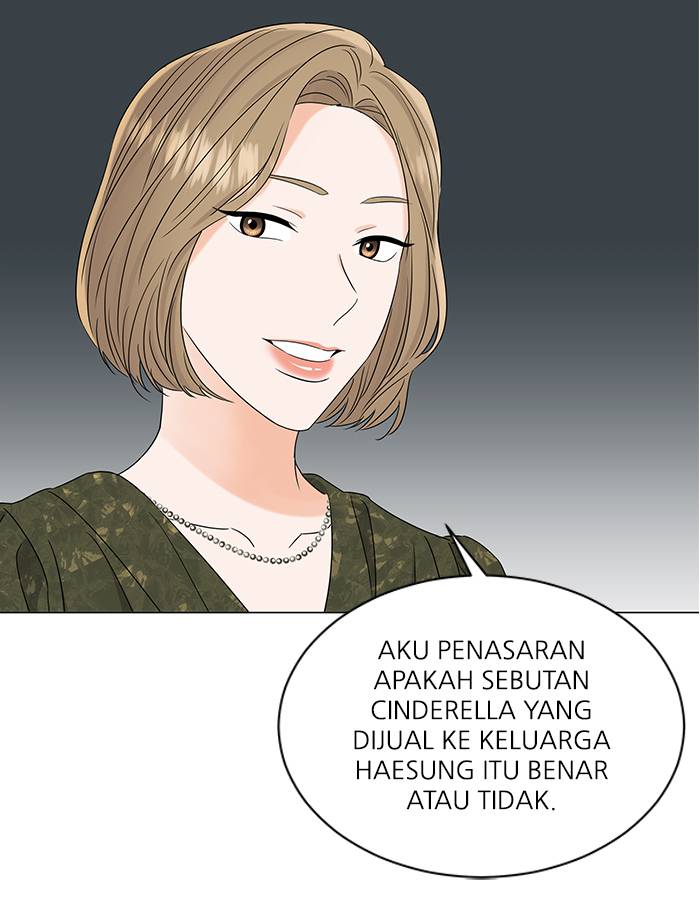 AKU PENASARAN
APAKAH SEBUTAN
CINDERELLA YANG
DIJUAL KE KELUARGA
HAESUNG ITU BENAR
ATAU TIDAK.